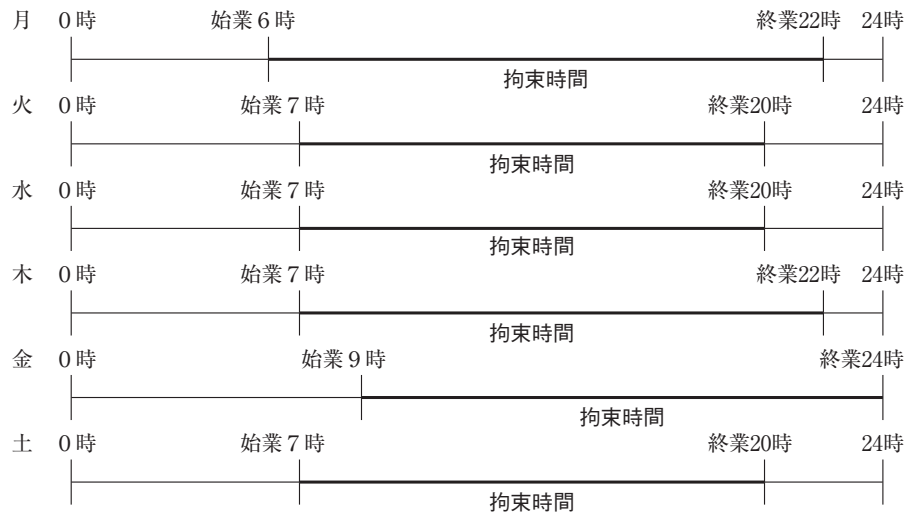 月 0時 始業6時 終業22時 24時
拘束時間
火 0時 始業7時 終業20時 24時
拘束時間
水 0時 始業7時 終業20時 24時
拘束時間
木 0時 始業7時 終業22時 24時
拘束時間
金 0時 始業9時 終業24時
拘束時間
土 0時 始業7時 終業20時 24時
拘束時間